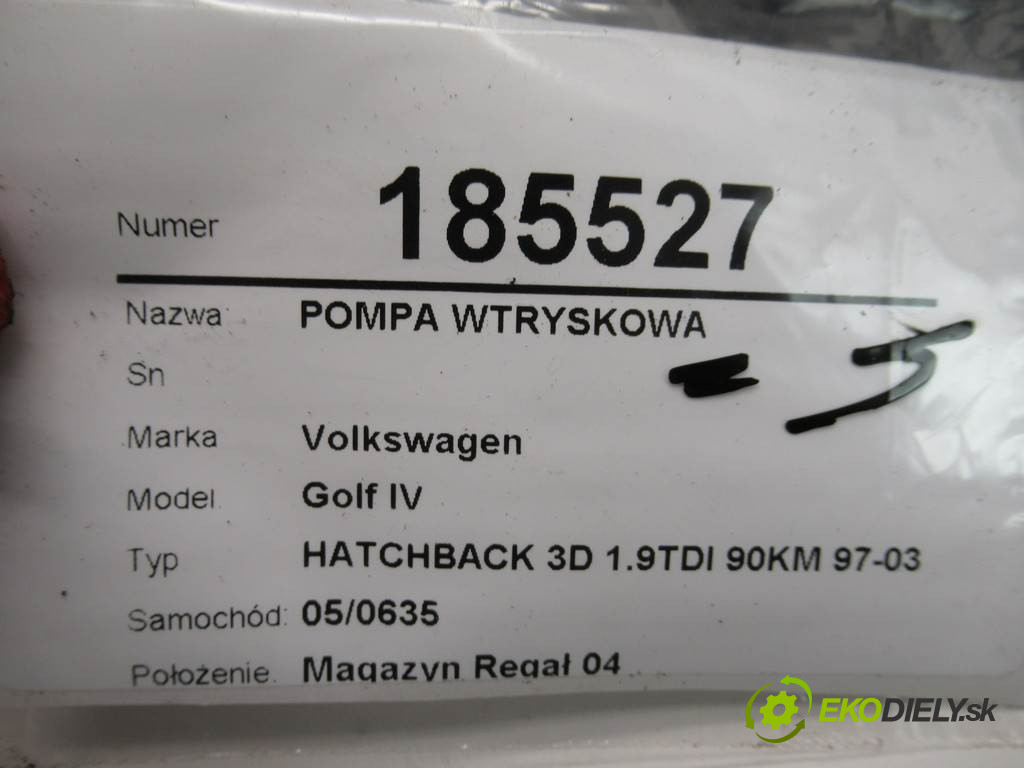 Numer 185527
Nazwa: POMPA WTRYSKOWA
Sn
Marka Volkswagen
Model. Golf IV
Typ HATCHBACK 3D 1.9TDI 90KM 97-03
Samochód: 05/0635
Położenie. Magazyn Regał 04
EKODIELY.sk